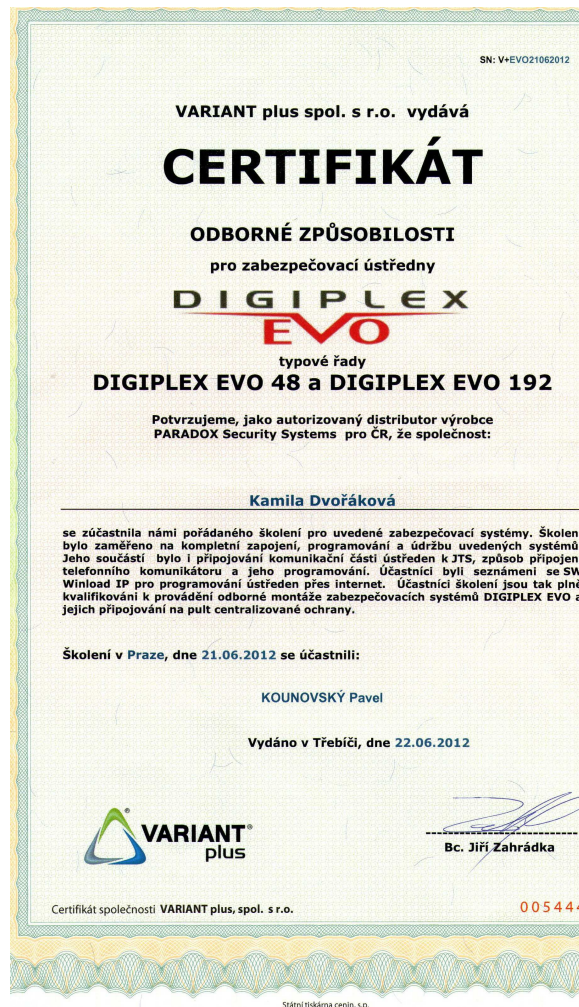 SN: V+EVO21062012
VARIANT plus spol. s r.o. vydává
CERTIFIKÁT
ODBORNÉ ZPŮSOBILOSTI
pro zabezpečovací ústředny
DIGIPLEX
EVO
typové řady
DIGIPLEX EVO 48 a DIGIPLEX EVO 192
Potvrzujeme, jako autorizovaný distributor výrobce
PARADOX Security Systems pro ČR, že společnost:
Kamila Dvořáková
se zúčastnila námi pořádaného školení pro uvedené zabezpečovací systémy. Školen
bylo zaměřeno na kompletní zapojení, programování a údržbu uvedených systémů
Jeho součástí bylo i připojování komunikační části ústředen k JTS, způsob připojen
telefonního komunikátoru a jeho programování. Účastníci byli seznámeni se SW
Winload IP pro programování ústředen přes internet. Účastníci školení jsou tak plně
kvalifikováni k provádění odborné montáže zabezpečovacích systémů DIGIPLEX EVO a
jejich připojování na pult centralizované ochrany.
Školení v Praze, dne 21.06.2012 se účastnili:
KOUNOVSKÝ Pavel
Vydáno v Třebíči, dne 22.06.2012
VARIANT®
plus
Bc. Jiří Zahrádka
Certifikát společnosti VARIANT plus, spol. s r.o.
005444
Státní tiskárna cenin, s.p.